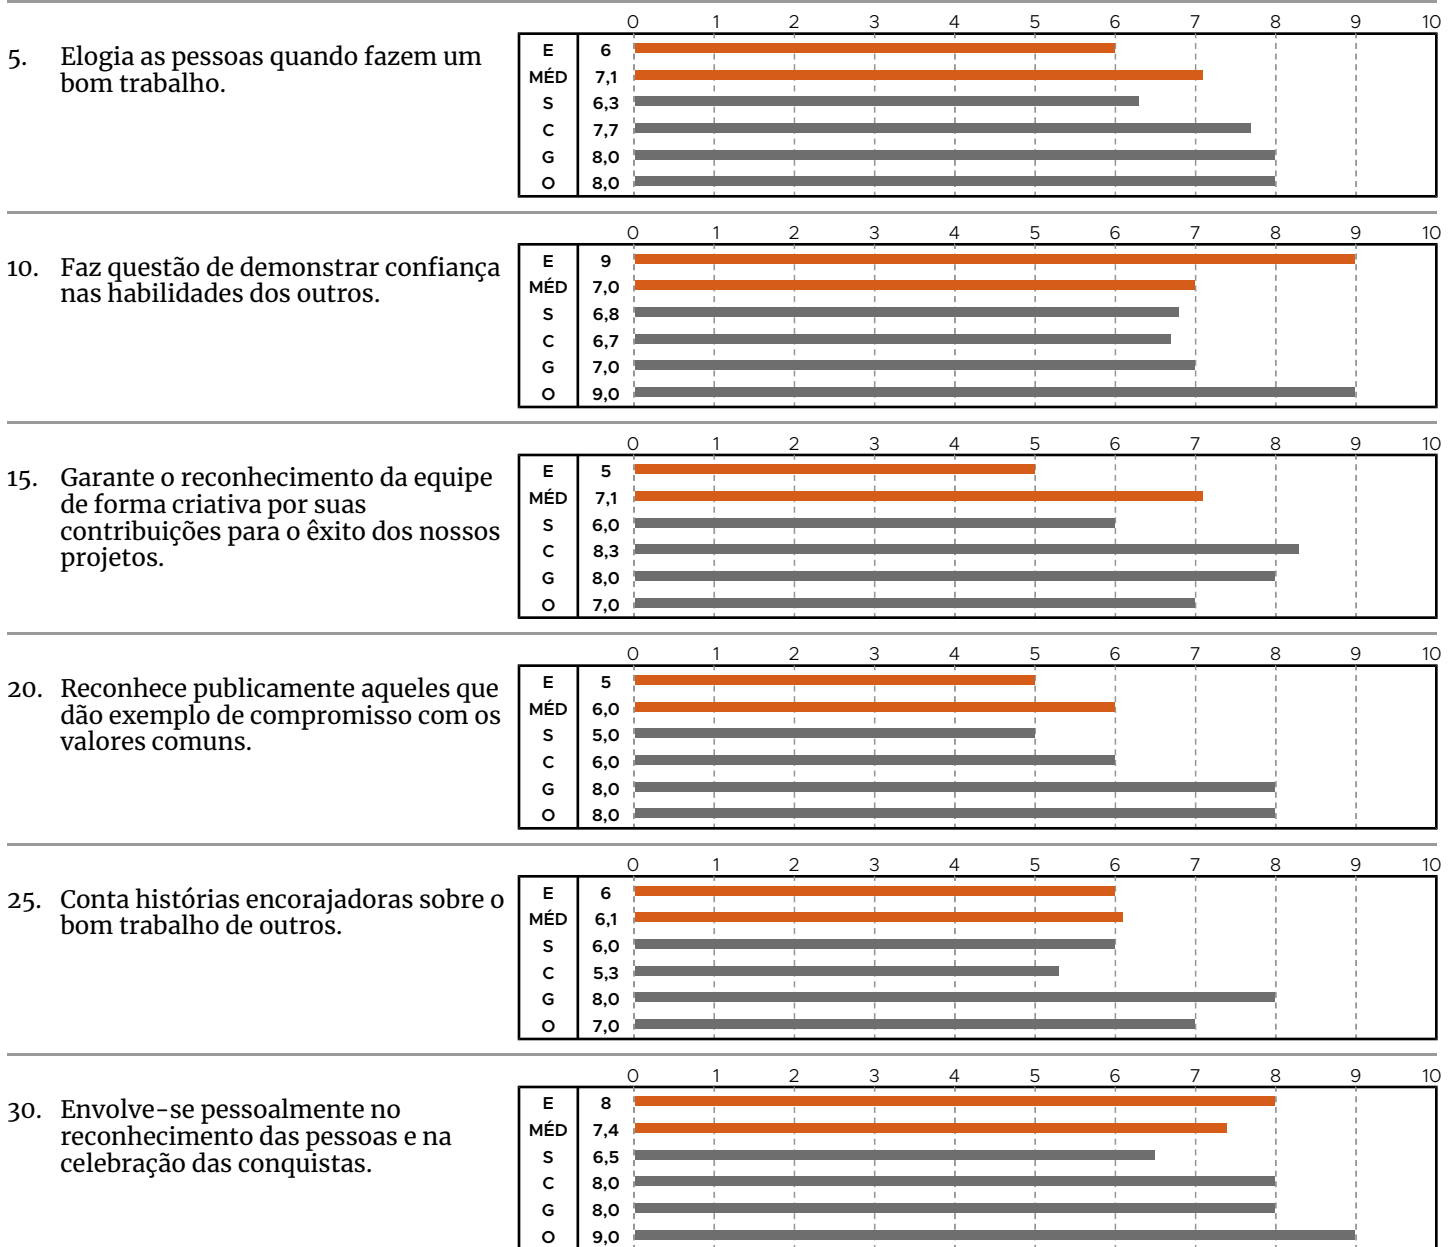 0 1 2 3 4 5 6 7 8 9 10
5. Elogia as pessoas quando fazem um
bom trabalho.
E 6
MÉD 7,1
S 6,3
C 7,7
G 8,0
O 8,0
0 1 2 3 4 5 6 7 8 9 10
10. Faz questão de demonstrar confiança
nas habilidades dos outros.
E 9
MÉD 7,0
S 6,8
C 6,7
G 7,0
O 9,0
0 1 2 3 4 5 6 7 8 9 10
15. Garante o reconhecimento da equipe
de forma criativa por suas
contribuições para o êxito dos nossos
projetos.
E 5
MÉD 7,1
S 6,0
C 8,3
G 8,0
O 7,0
0 1 2 3 4 5 6 7 8 9 10
20. Reconhece publicamente aqueles que
dão exemplo de compromisso com os
valores comuns.
E 5
MÉD 6,0
S 5,0
C 6,0
G 8,0
O 8,0
0 1 2 3 4 5 6 7 8 9 10
25. Conta histórias encorajadoras sobre o
bom trabalho de outros.
E 6
MÉD 6,1
S 6,0
C 5,3
G 8,0
O 7,0
0 1 2 3 4 5 6 7 8 9 10
30. Envolve-se pessoalmente no
reconhecimento das pessoas e na
celebração das conquistas.
E 8
MÉD 7,4
S 6,5
C 8,0
G 8,0
O 9,0